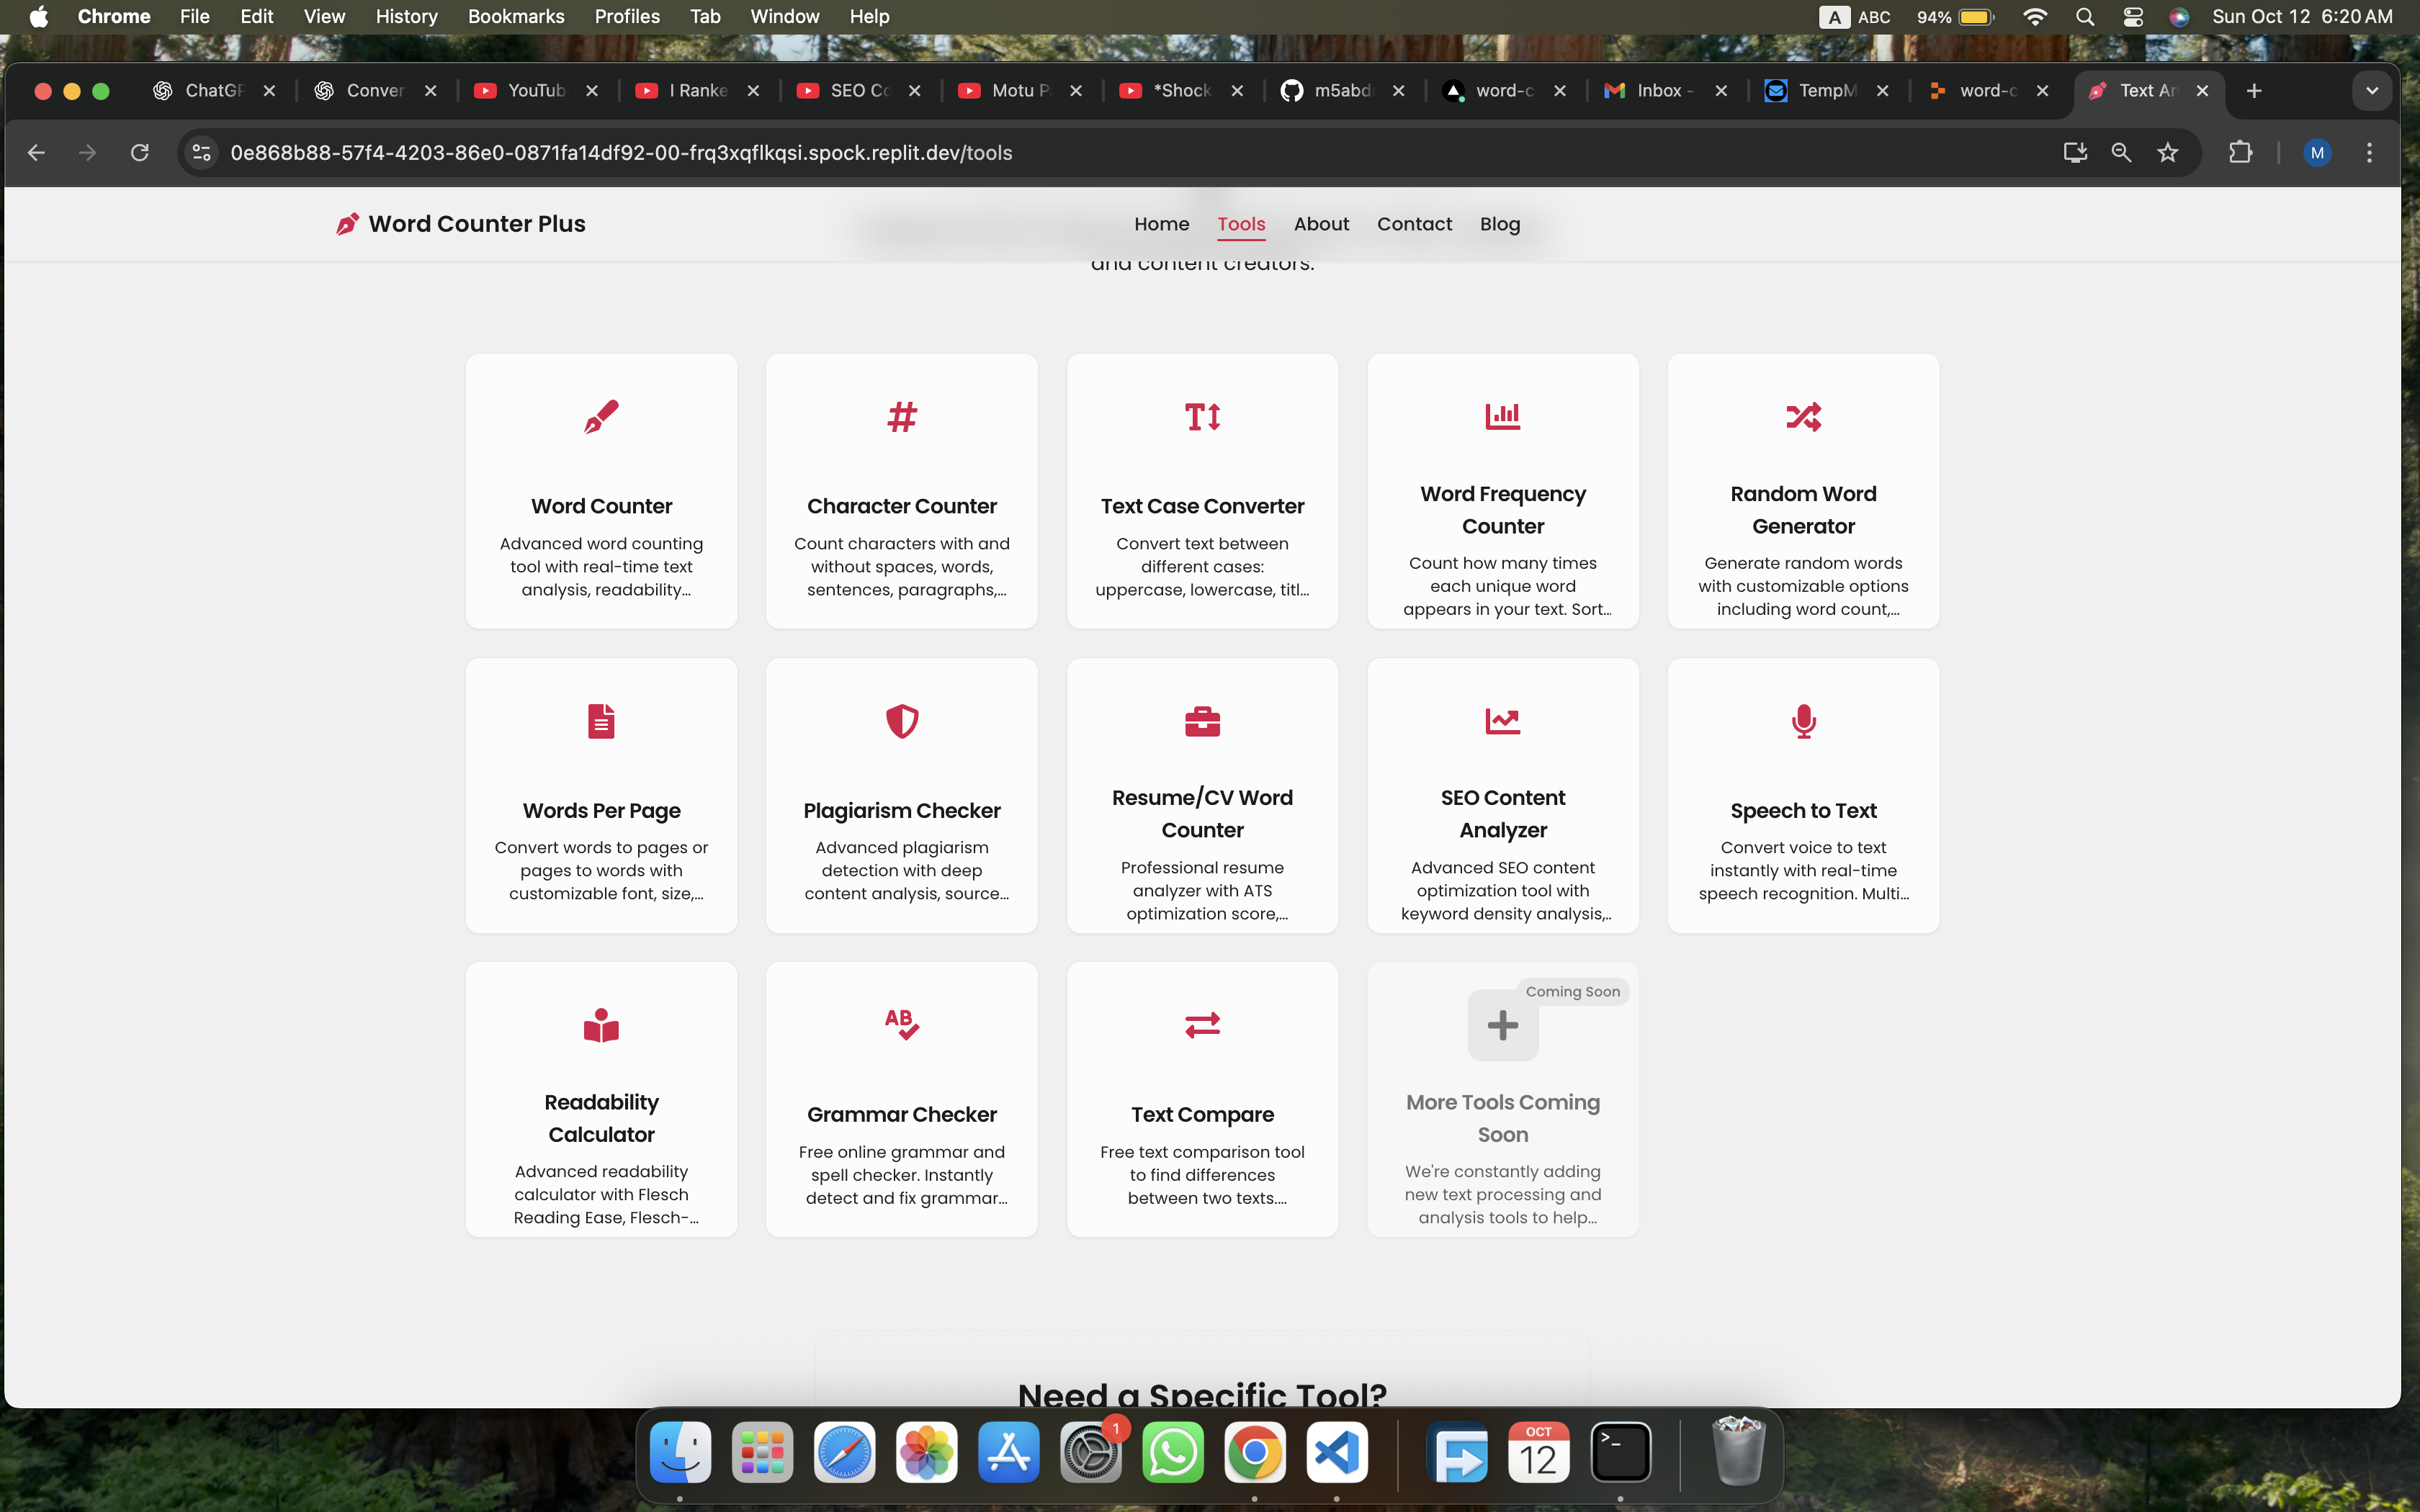 Chrome File Edit View History Bookmarks Profiles Tab Window Help A ABC 94% Sun Oct 12 6:20 AM
ChatGP Conver YouTub I Ranke SEO Co Motu P *Shock m5abd word-c Inbox - TempM word-c Text An
0e868b88-57f4-4203-86e0-0871fa14df92-00-frq3xqflkqsi.spock.replit.dev/tools M
Word Counter Plus Home Tools About Contact Blog
and content creators.
Word Counter
Advanced word counting
tool with real-time text
analysis, readability...
Character Counter
Count characters with and
without spaces, words,
sentences, paragraphs,...
Text Case Converter
Convert text between
different cases:
uppercase, lowercase, titl...
Word Frequency
Counter
Count how many times
each unique word
appears in your text. Sort...
Random Word
Generator
Generate random words
with customizable options
including word count,...
Words Per Page
Convert words to pages or
pages to words with
customizable font, size,...
Plagiarism Checker
Advanced plagiarism
detection with deep
content analysis, source...
Resume/CV Word
Counter
Professional resume
analyzer with ATS
optimization score,...
SEO Content
Analyzer
Advanced SEO content
optimization tool with
keyword density analysis,..
Speech to Text
Convert voice to text
instantly with real-time
speech recognition. Multi...
Readability
Calculator
Advanced readability
calculator with Flesch
Reading Ease, Flesch-...
AB
Grammar Checker
Free online grammar and
spell checker. Instantly
detect and fix grammar...
Text Compare
Free text comparison tool
to find differences
between two texts....
Coming Soon
More Tools Coming
Soon
We're constantly adding
new text processing and
analysis tools to help...
Need a Specific Tool?
1
OCT
12